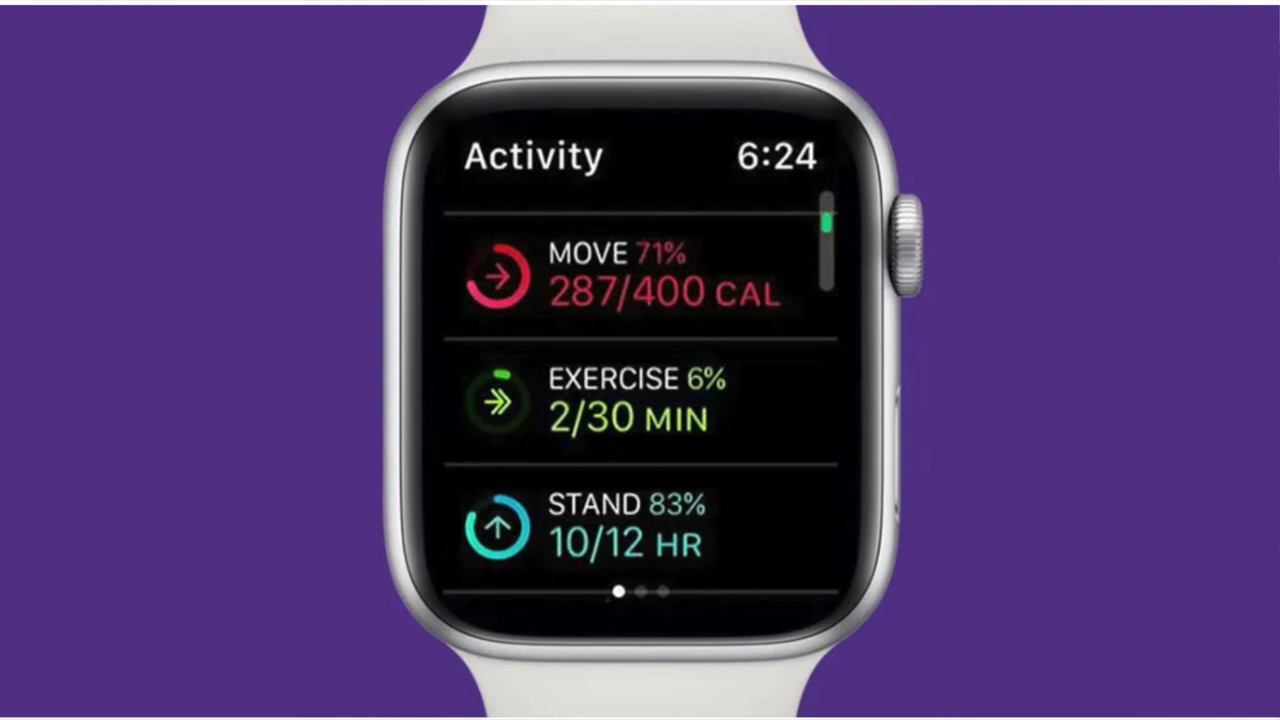 Activity 6:24
MOVE 71%
287/400 CAL
EXERCISE 6%
2/30 MIN
STAND 83%
10/12 HR